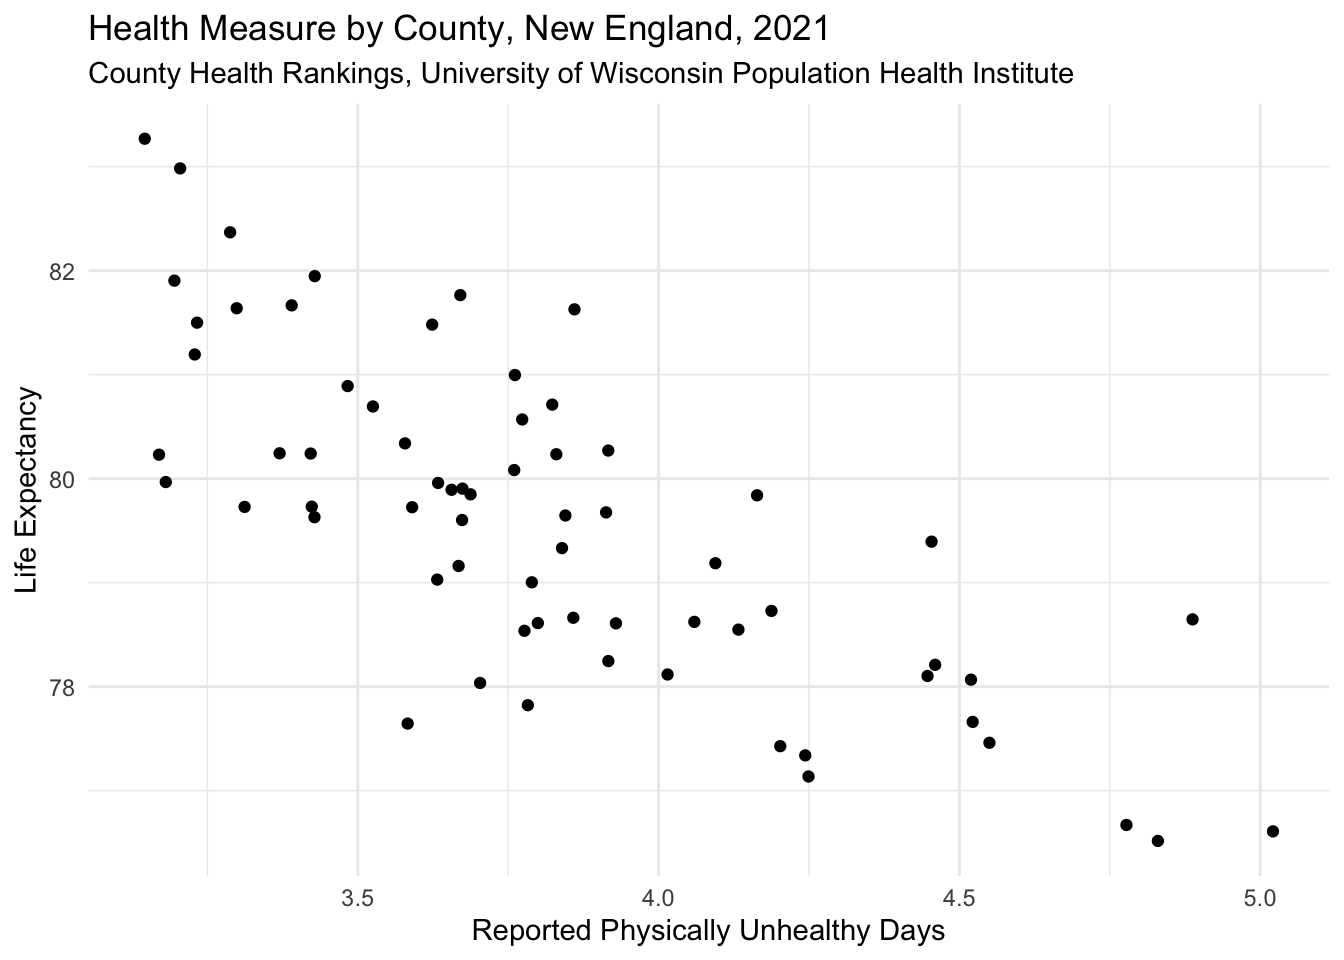 Health Measure by County, New England, 2021
County Health Rankings, University of Wisconsin Population Health Institute
82
80
78
Life Expectancy
3.5
4.0
4.5
5.0
Reported Physically Unhealthy Days